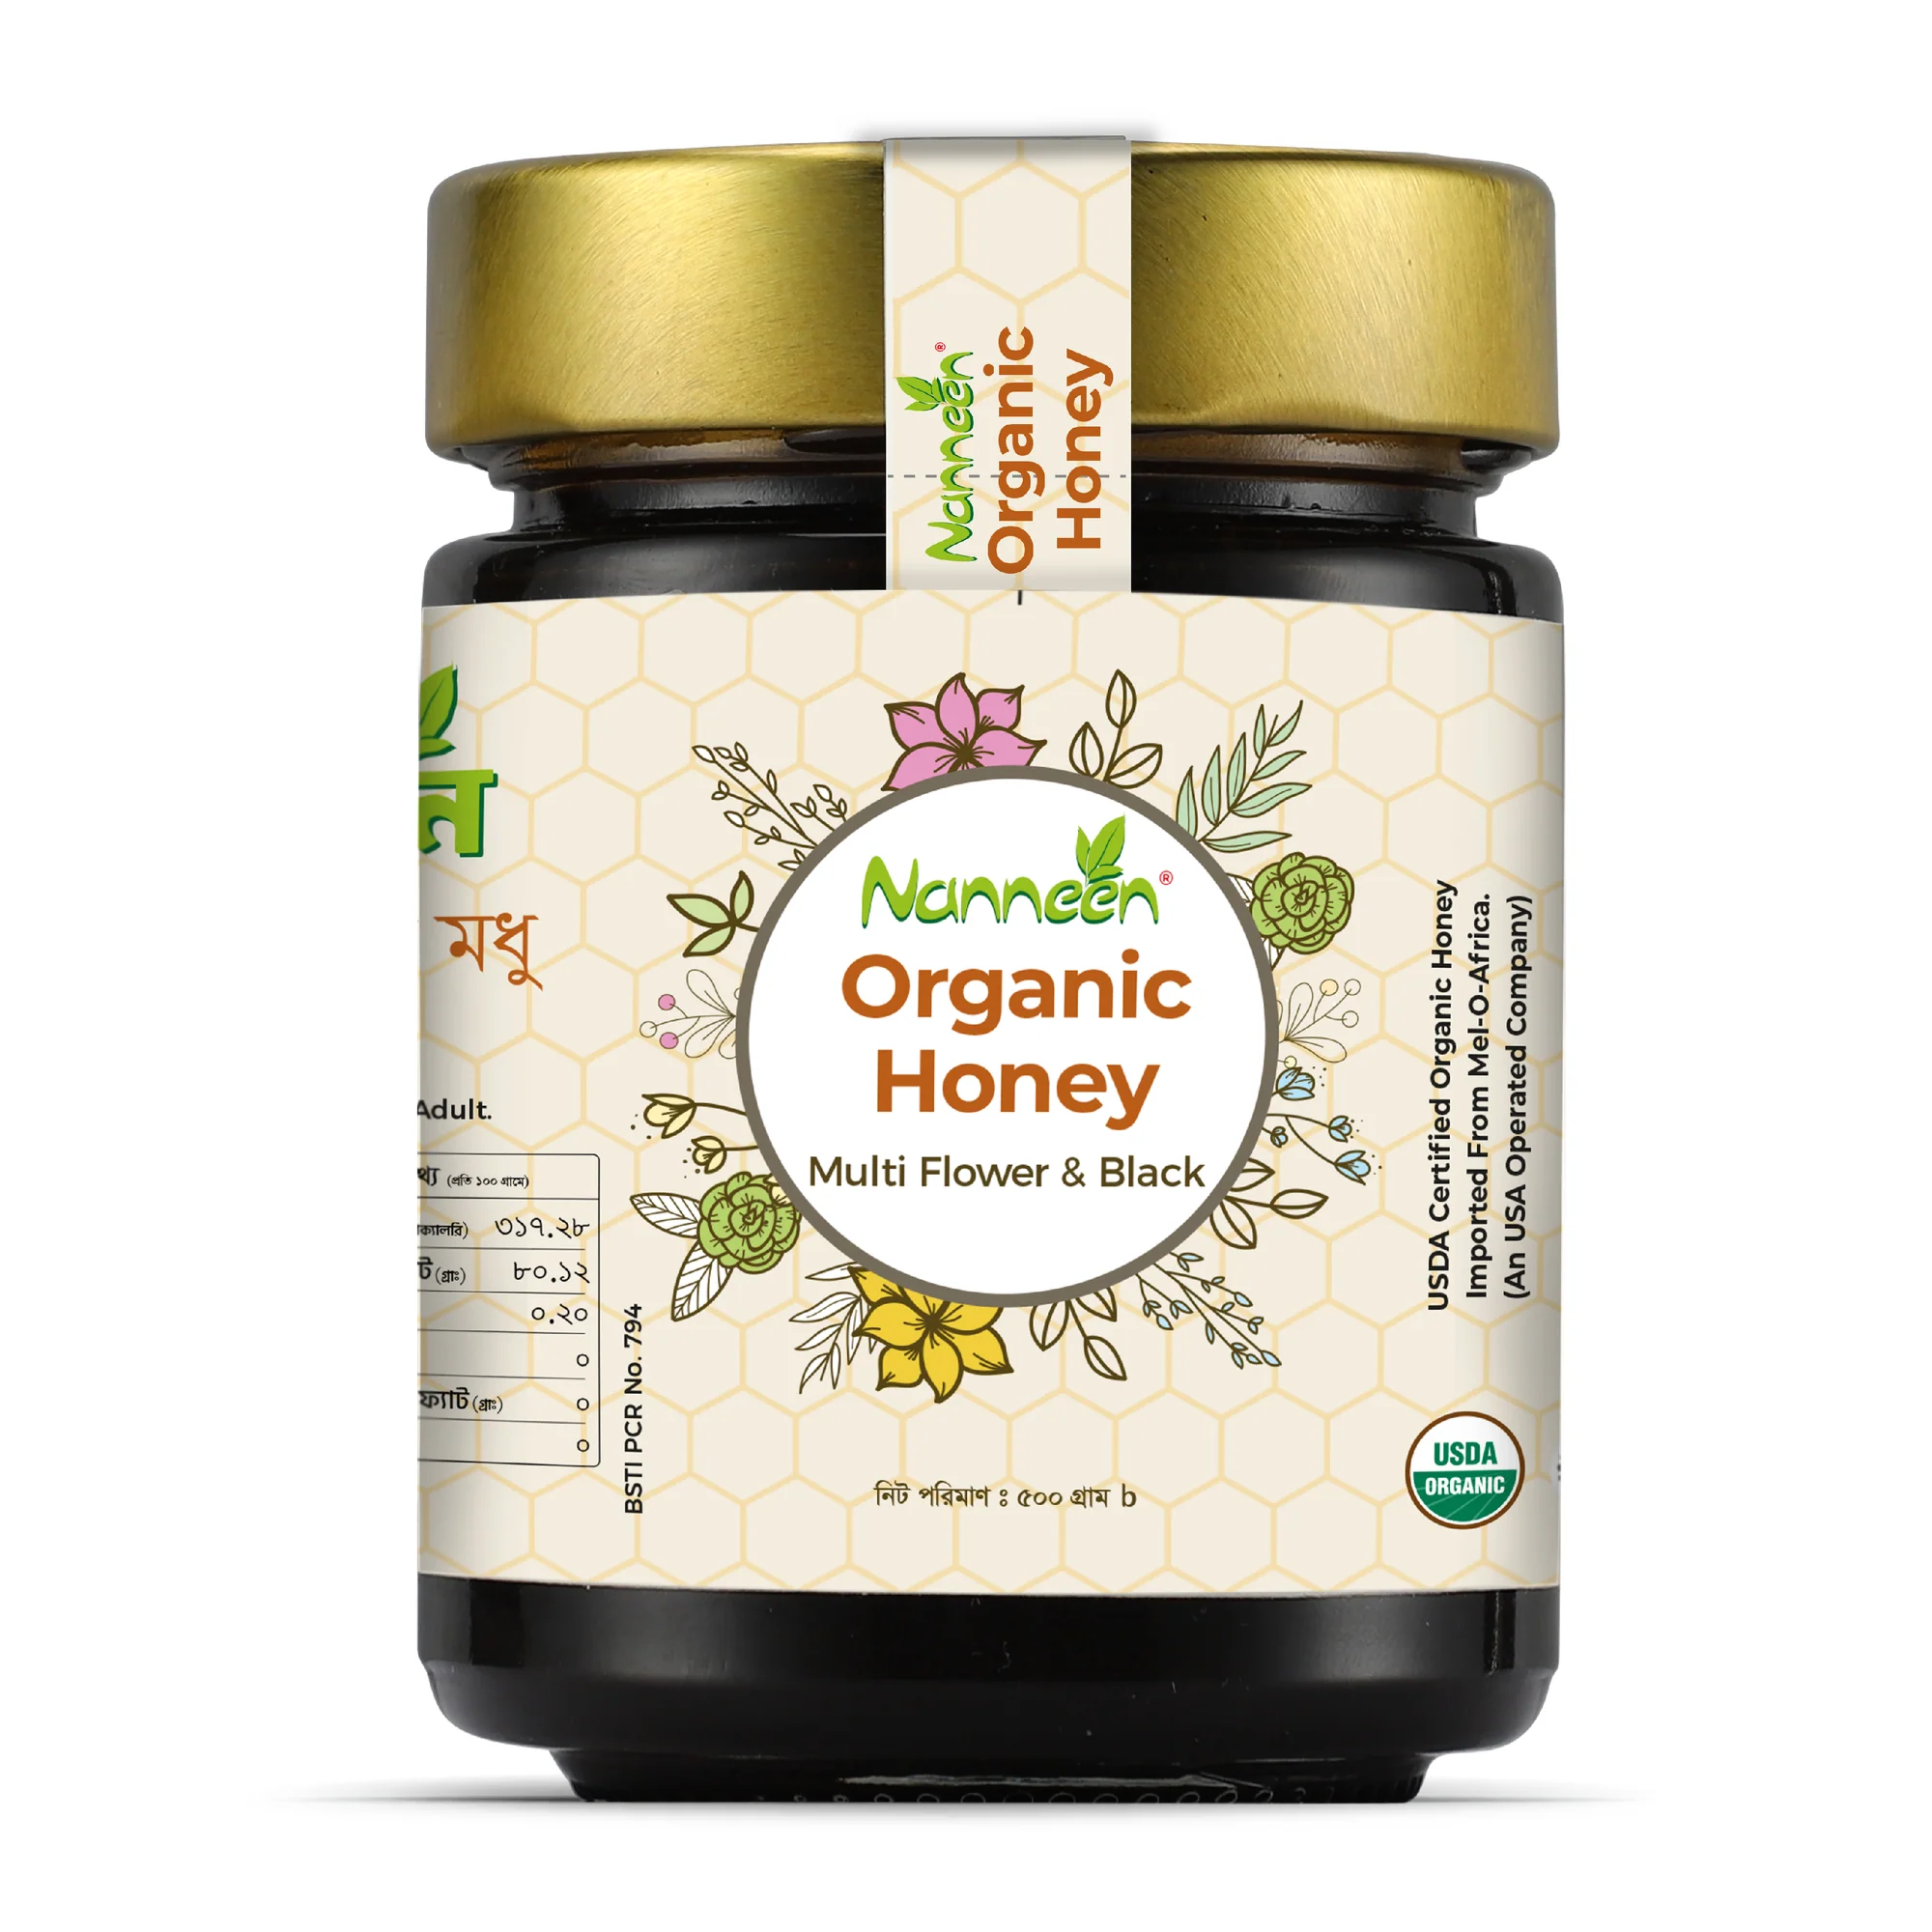 Nanneen®
Organic
Honey
ন
মধু
Adult.
(প্রতি ১০০ গ্রামে)
৩১৭.২৮
(গ্রাঃ) ৮০.১২
০.২০
০
ফ্যাট (গ্রাঃ) ০
০
BSTI PCR No. 794
Nanneen®
Organic
Honey
Multi Flower & Black
নিট পরিমাণ : ৫০০ গ্রাম b
USDA Certified Organic Honey
Imported From Mel-O-Africa.
(An USA Operated Company)
USDA
ORGANIC